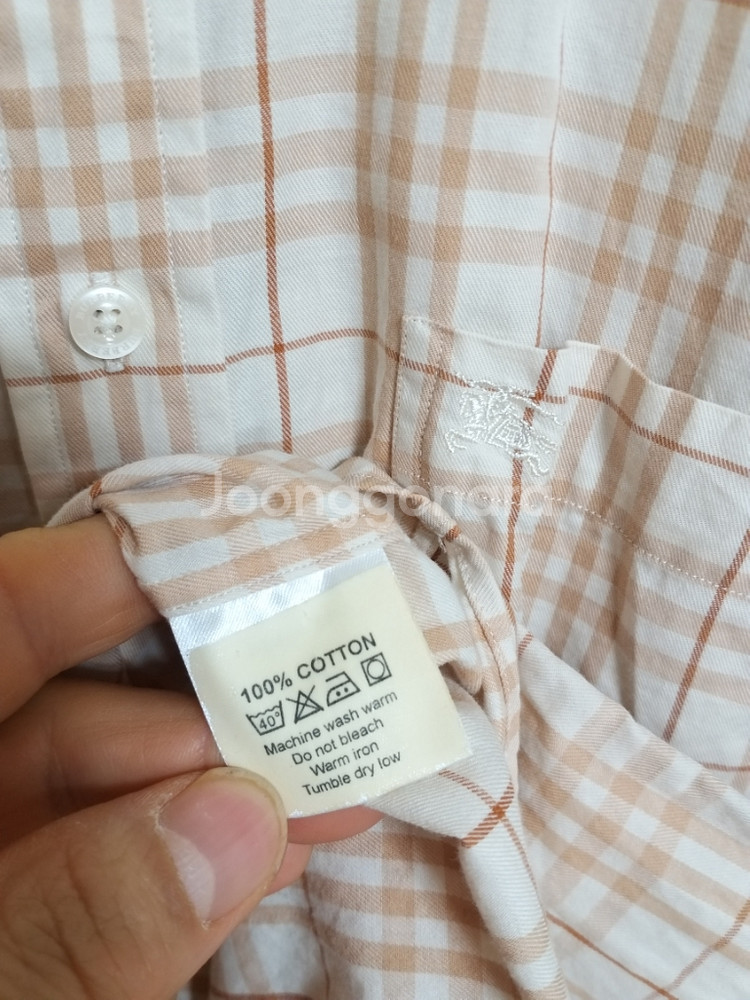 Joonggonara
100% COTTON
40°
Machine wash warm
Do not bleach
Warm iron
Tumble dry low